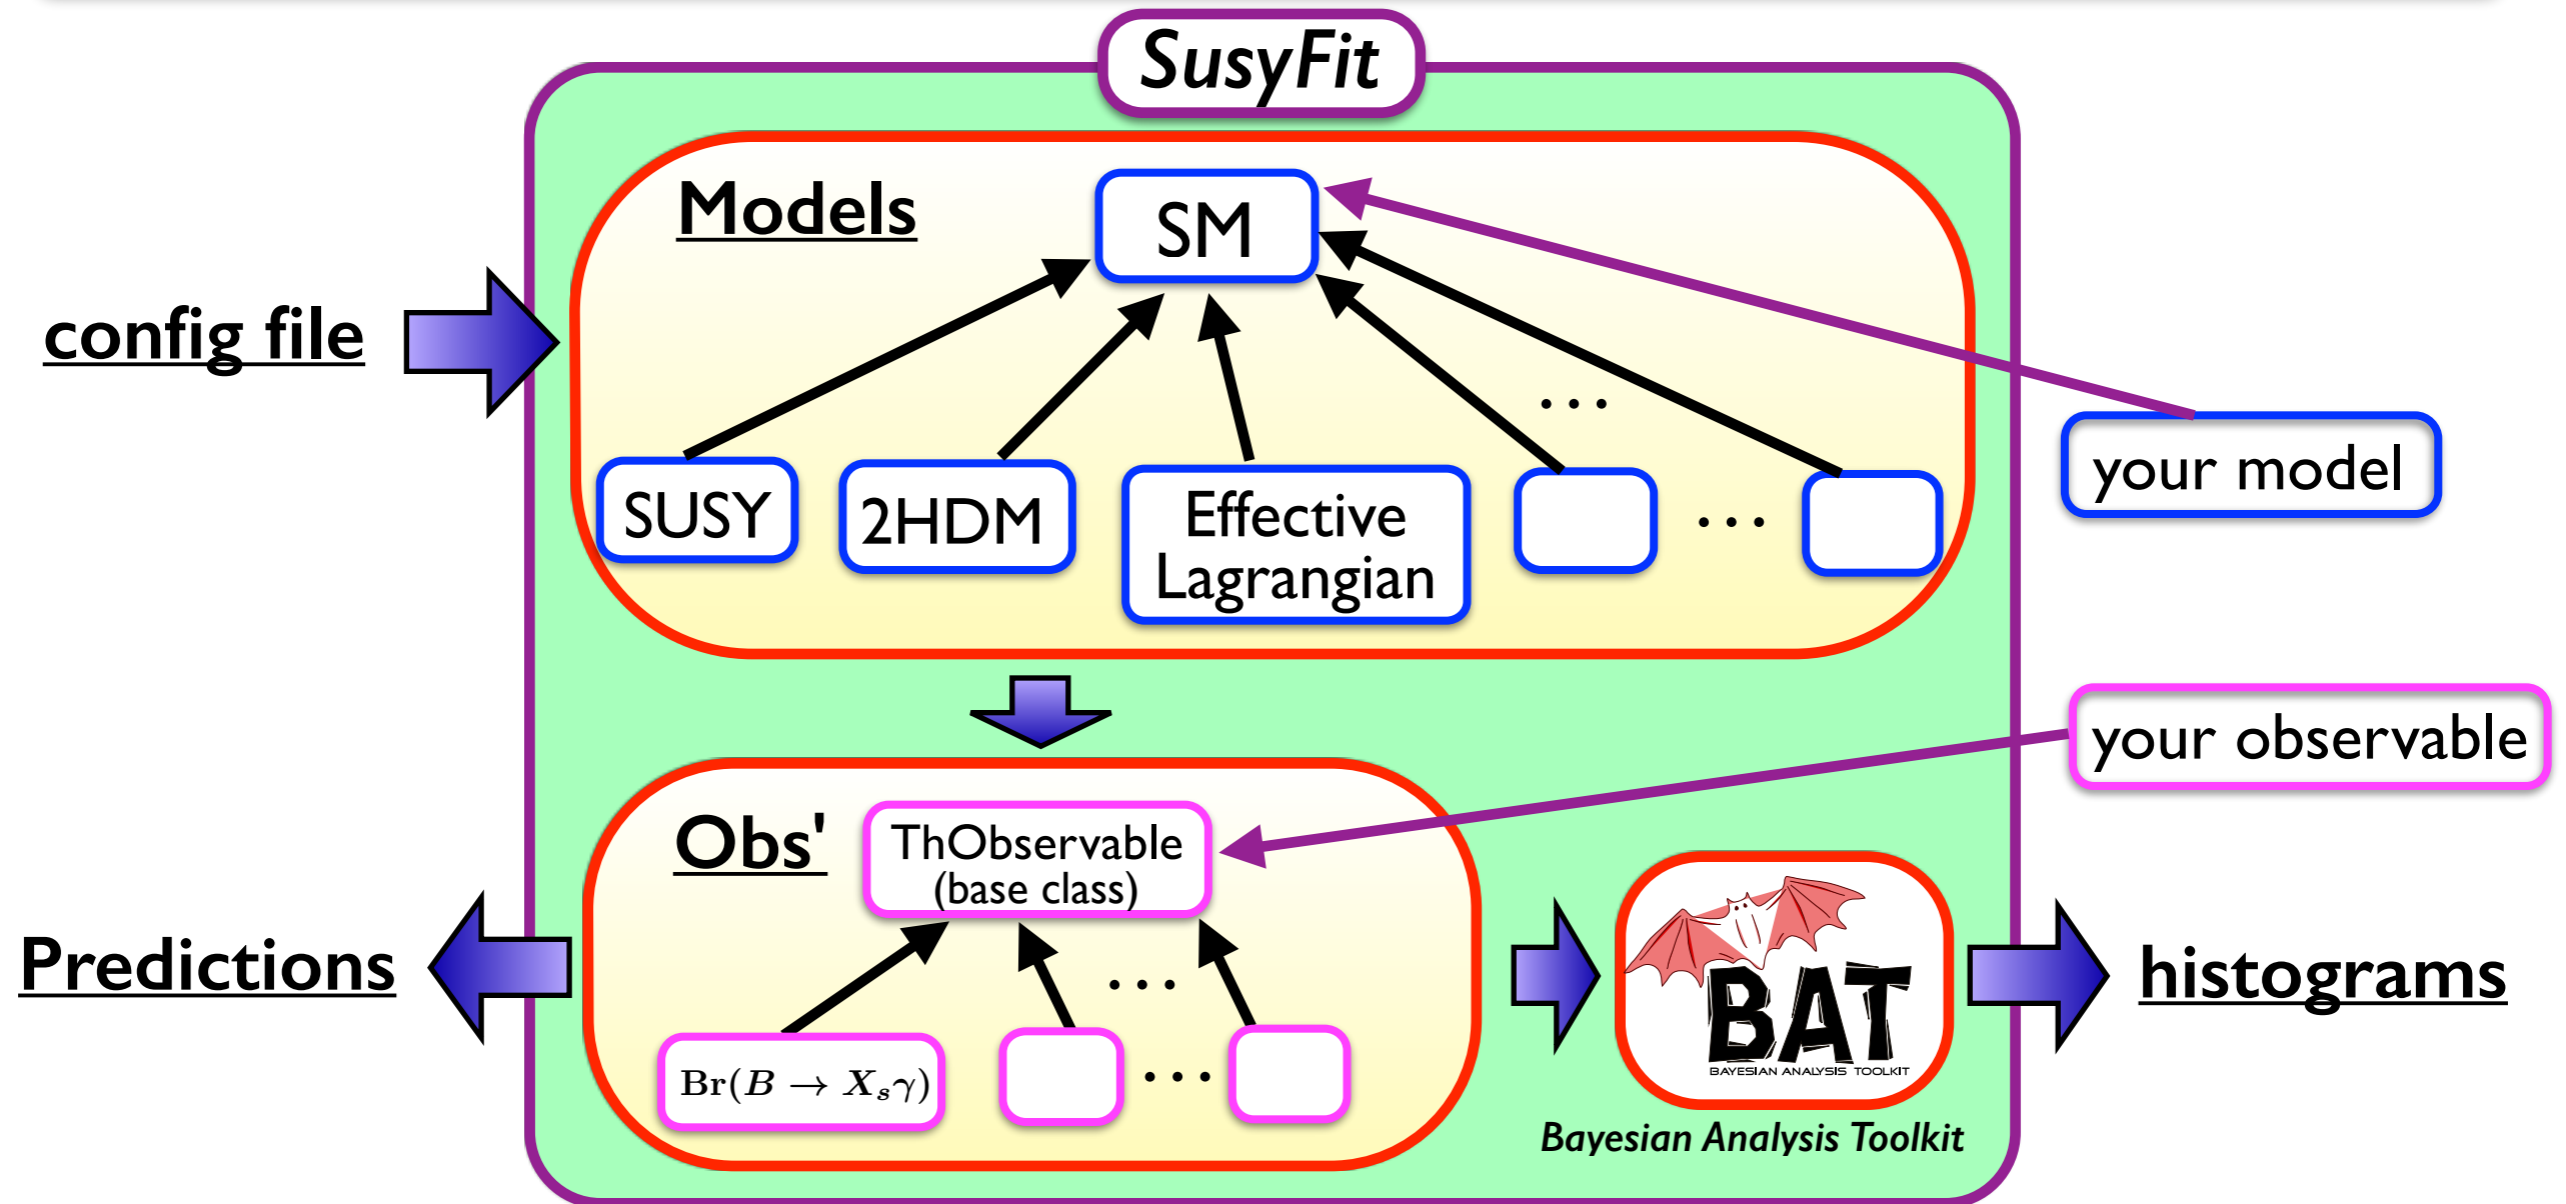 SusyFit
Models
SM
config file
...
your model
SUSY
2HDM
Effective
Lagrangian
...
your observable
Obs'
ThObservable
(base class)
Predictions
...
histograms
Br(B → Xₛγ)
...
BAT
BAYESIAN ANALYSIS TOOLKIT
Bayesian Analysis Toolkit